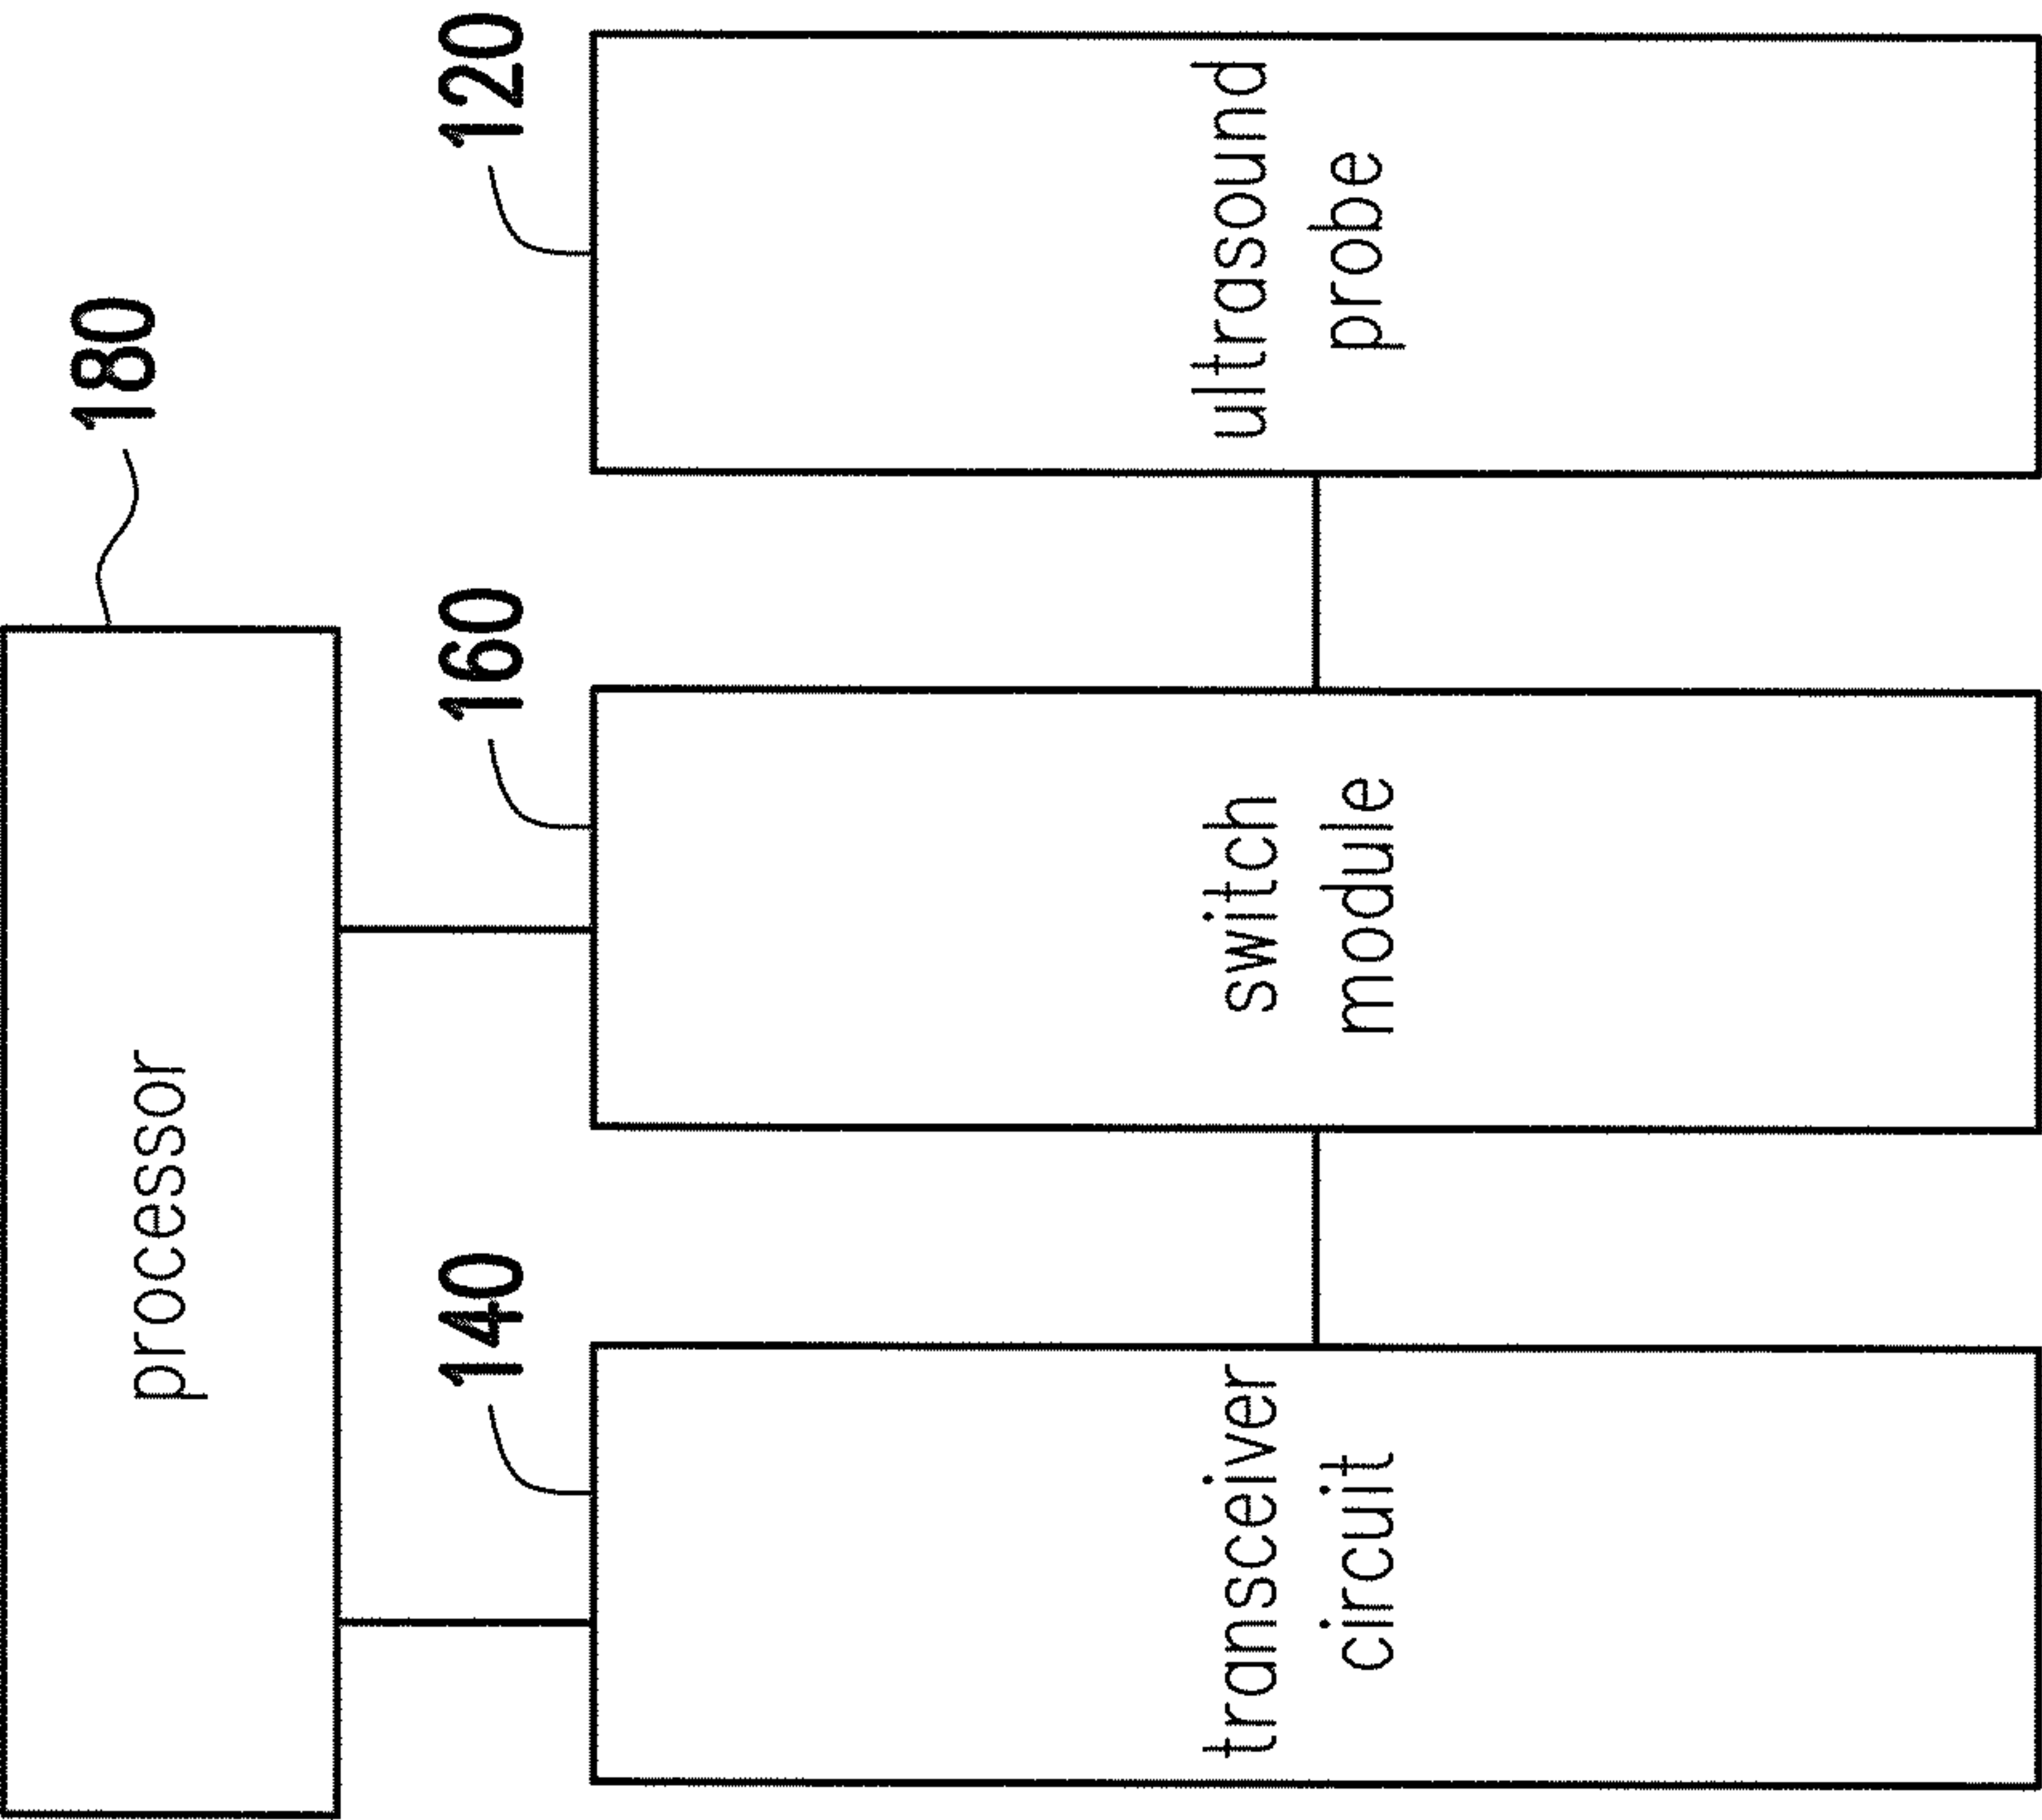 180
processor
140
160
120
transceiver
circuit
switch
module
ultrasound
probe